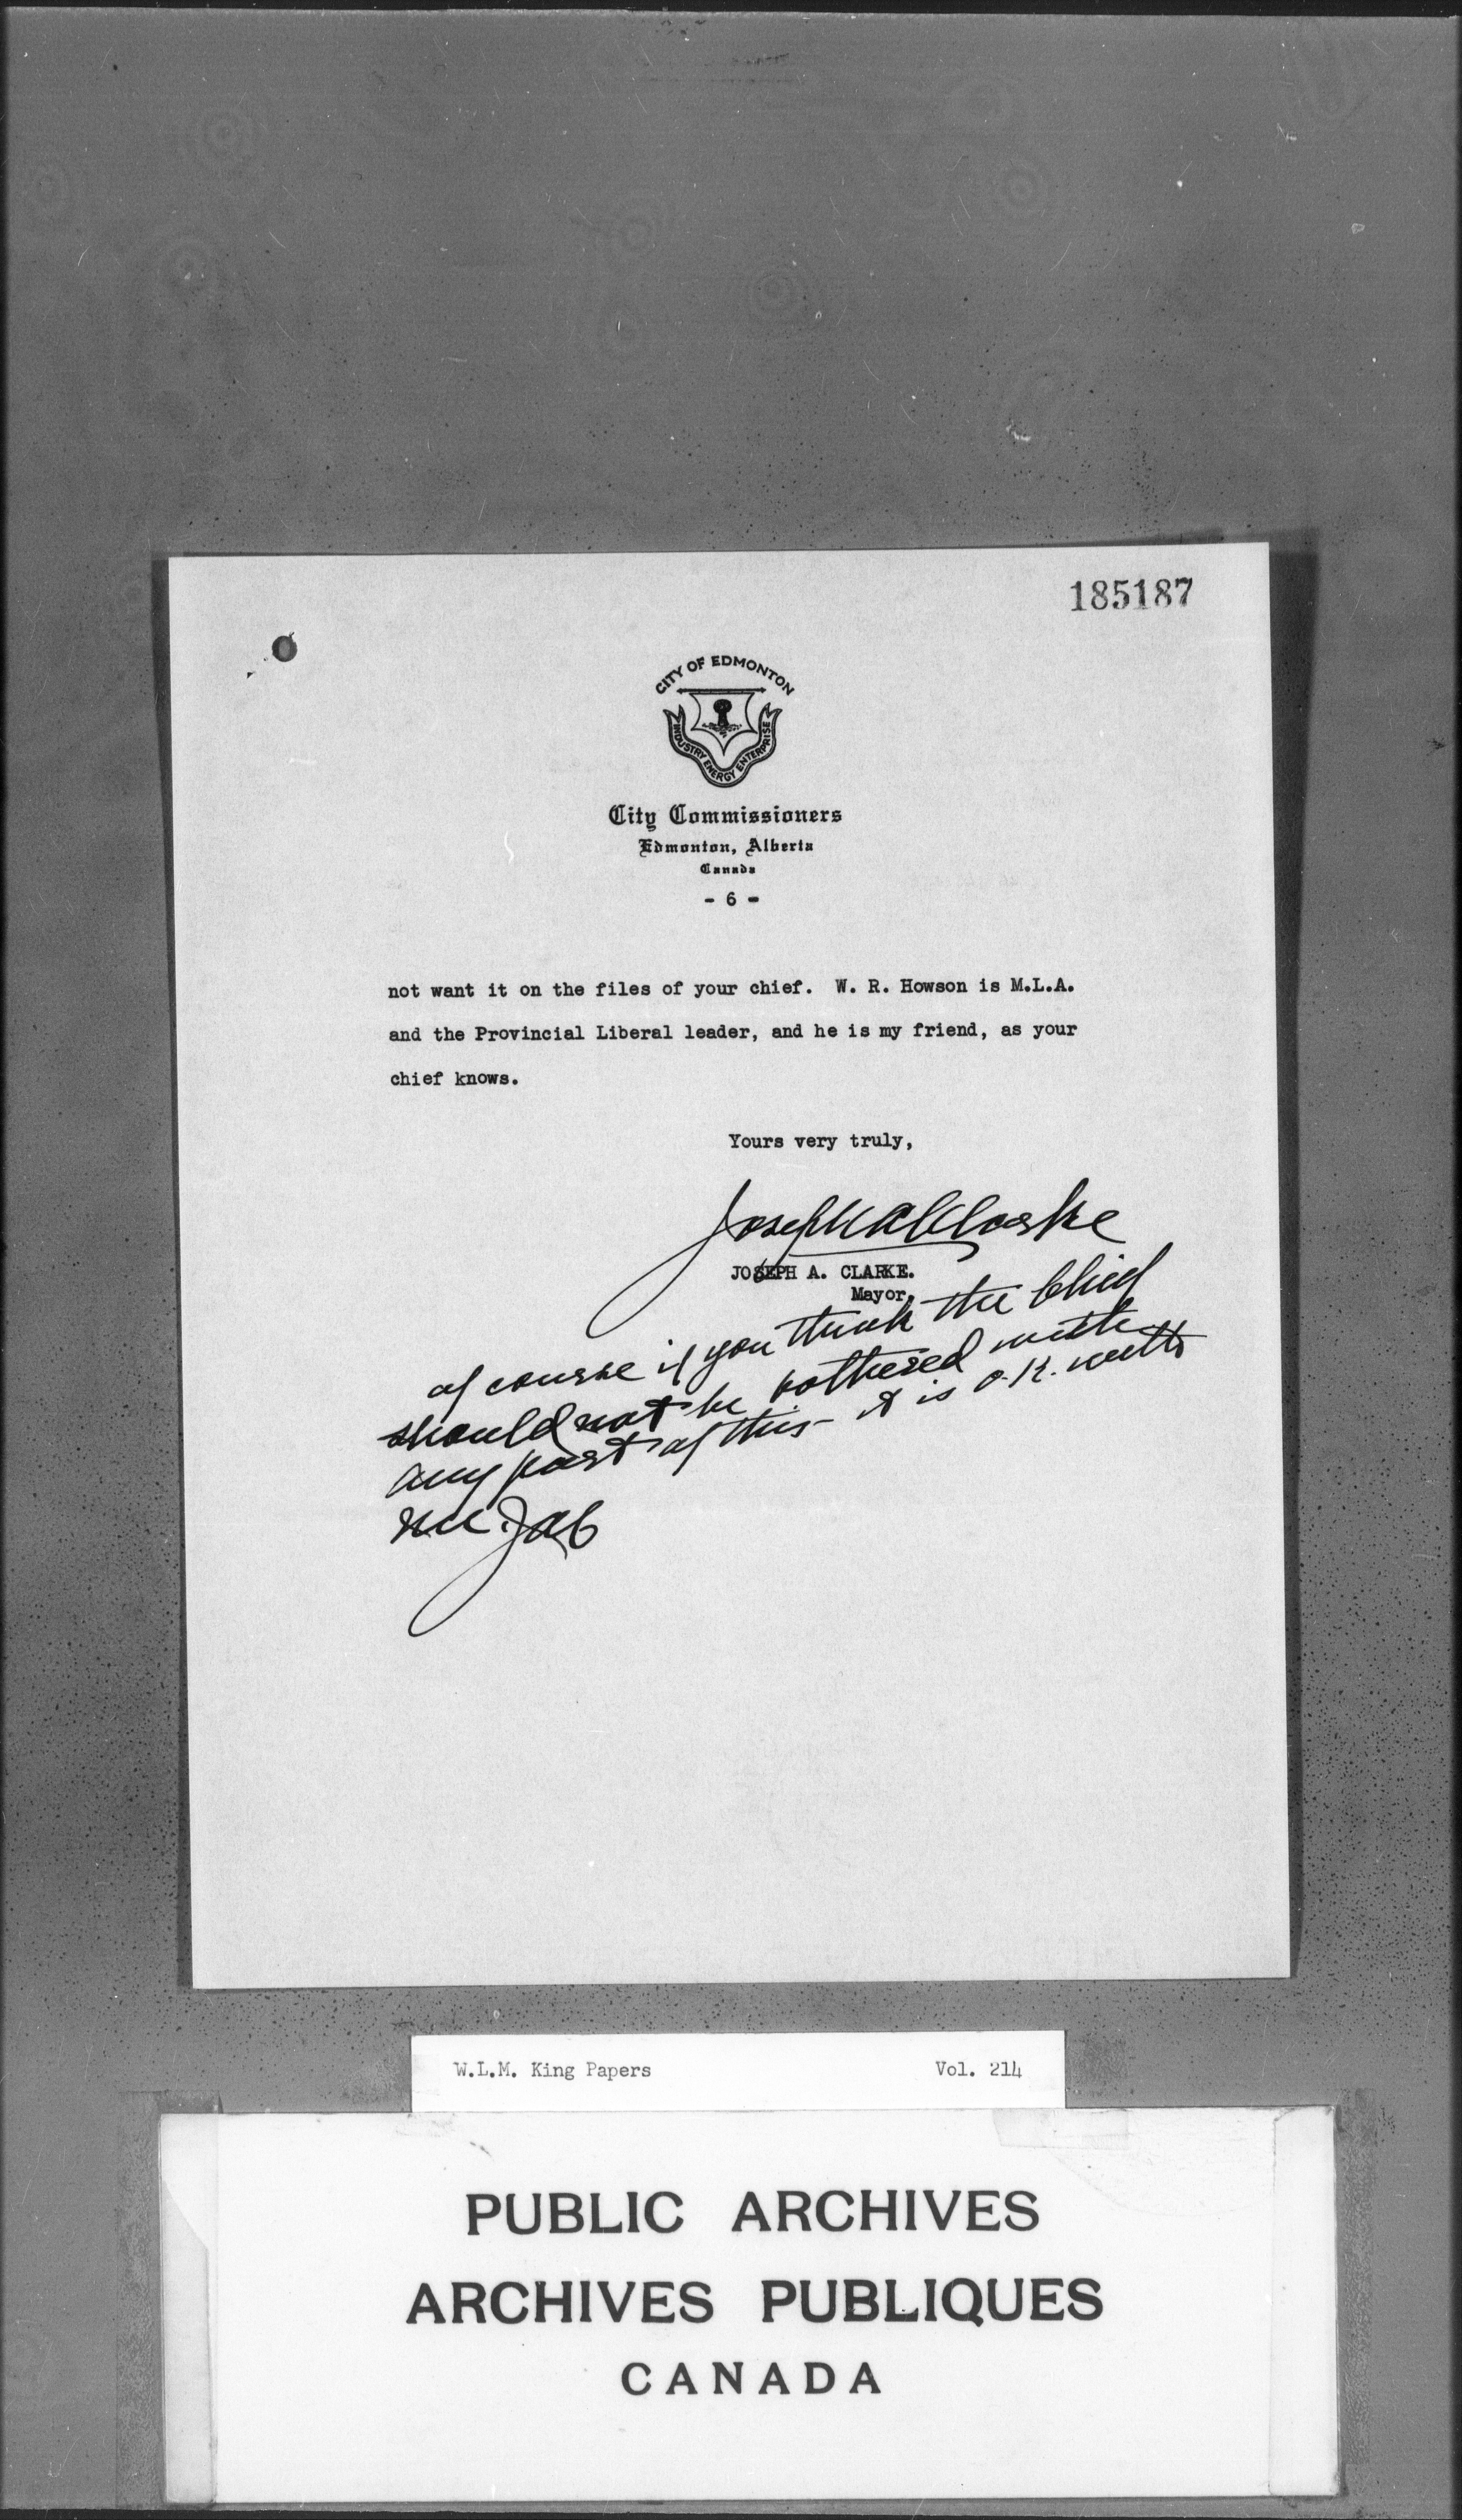 185187
CITY OF EDMONTON
INDUSTRY ENERGY ENTERPRISE
City Commissioners
Edmonton, Alberta
Canada
- 6 -
not want it on the files of your chief. W. R. Howson is M.L.A.
and the Provincial Liberal leader, and he is my friend, as your
chief knows.
Yours very truly,
Joseph A Clarke
JOSEPH A. CLARKE.
Mayor.
of course if you think the Chief
should not be bothered with
any part of this - it is O.K. with
me. JAC
W.L.M. King Papers Vol. 214
PUBLIC ARCHIVES
ARCHIVES PUBLIQUES
CANADA